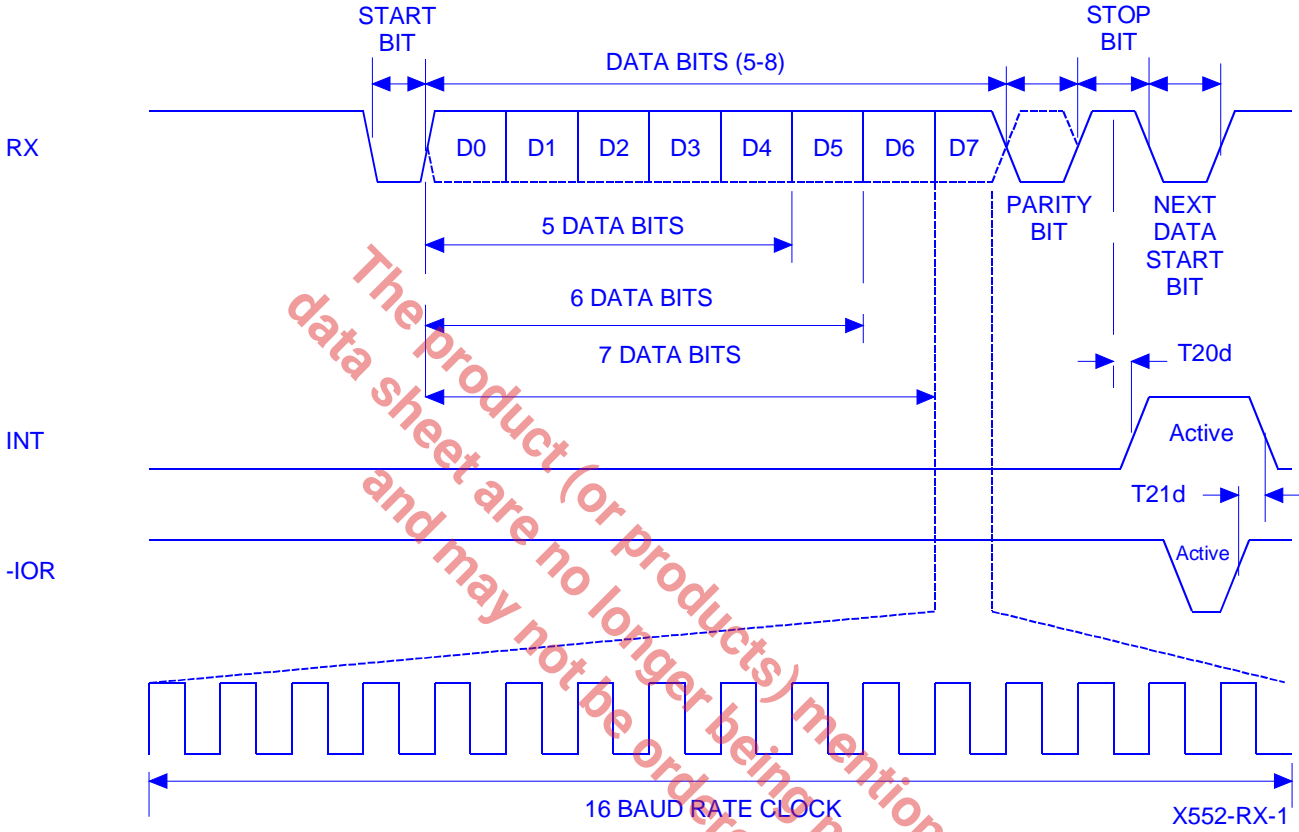 START
BIT
STOP
BIT
DATA BITS (5-8)
RX
D0
D1
D2
D3
D4
D5
D6
D7
PARITY
BIT
NEXT
DATA
START
BIT
5 DATA BITS
6 DATA BITS
7 DATA BITS
T20d
INT
Active
T21d
-IOR
Active
16 BAUD RATE CLOCK
X552-RX-1
The product (or products) mention
data sheet are no longer being
and may not be order